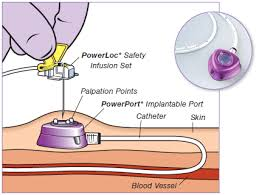 PowerLoc* Safety
Infusion Set
Palpation Points
PowerPort* Implantable Port
Catheter
Skin
Blood Vessel